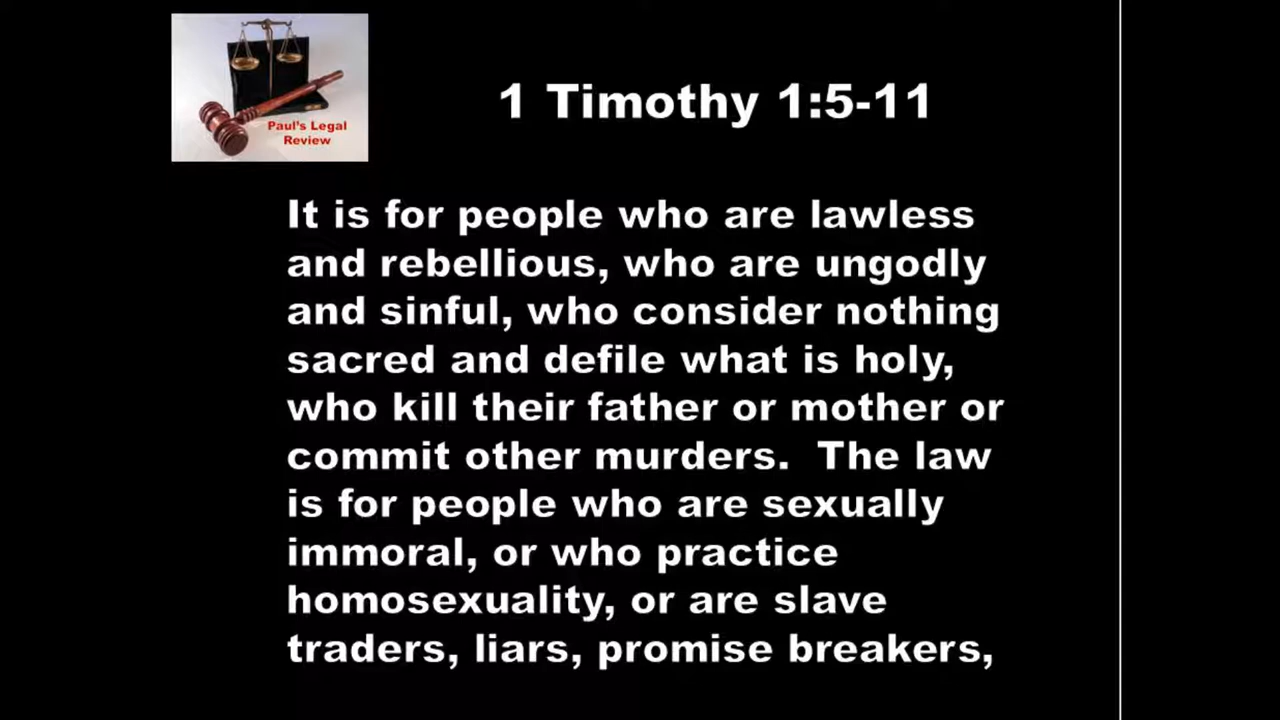 Paul's Legal
Review
1 Timothy 1:5-11
It is for people who are lawless
and rebellious, who are ungodly
and sinful, who consider nothing
sacred and defile what is holy,
who kill their father or mother or
commit other murders.  The law
is for people who are sexually
immoral, or who practice
homosexuality, or are slave
traders, liars, promise breakers,